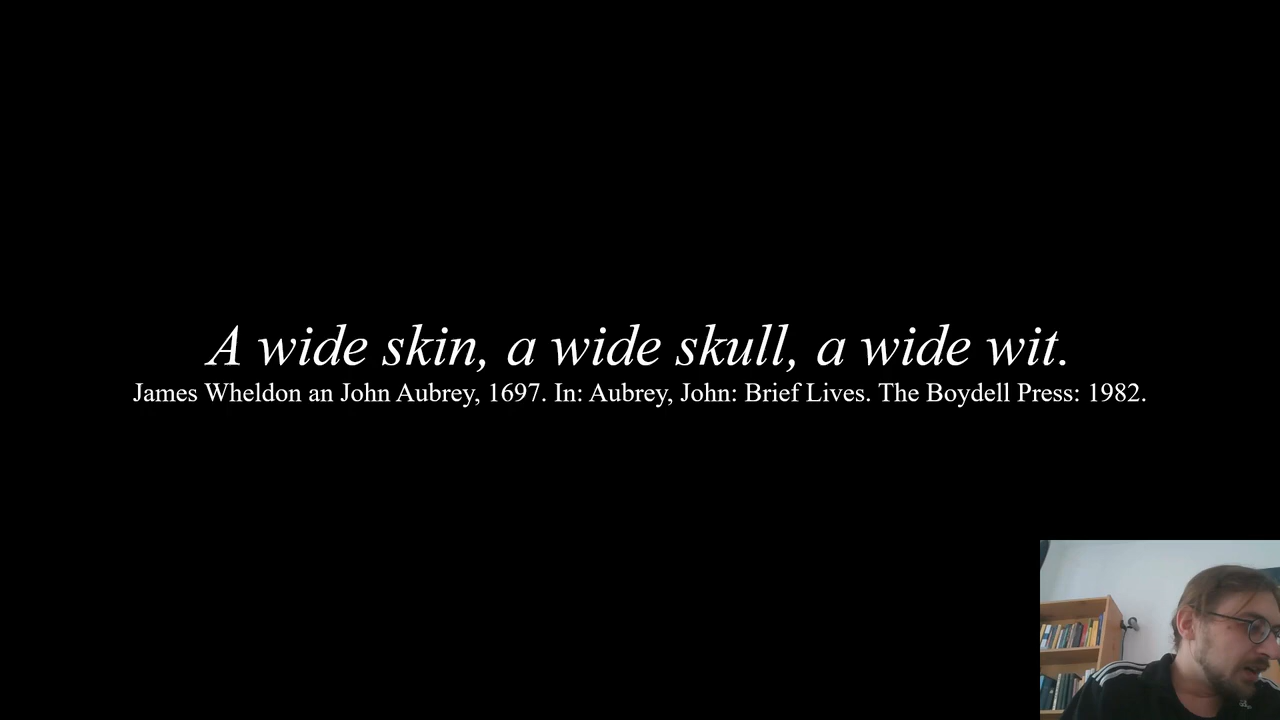 A wide skin, a wide skull, a wide wit.
James Wheldon an John Aubrey, 1697. In: Aubrey, John: Brief Lives. The Boydell Press: 1982.